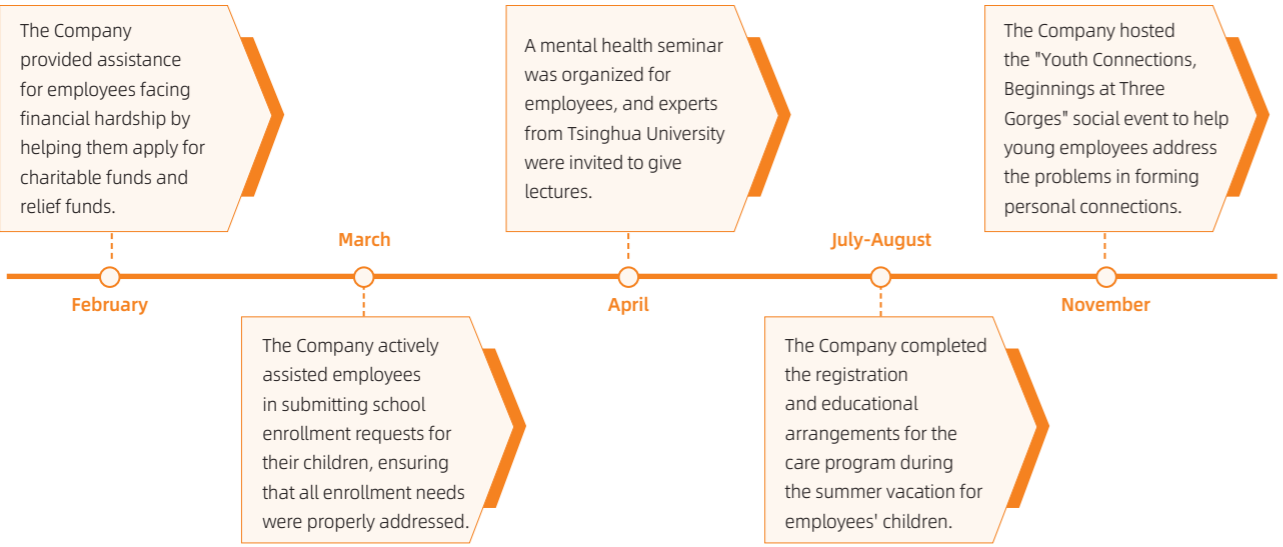 The Company
provided assistance
for employees facing
financial hardship by
helping them apply for
charitable funds and
relief funds.
February
March
The Company actively
assisted employees
in submitting school
enrollment requests for
their children, ensuring
that all enrollment needs
were properly addressed.
A mental health seminar
was organized for
employees, and experts
from Tsinghua University
were invited to give
lectures.
April
July-August
The Company completed
the registration
and educational
arrangements for the
care program during
the summer vacation for
employees' children.
The Company hosted
the "Youth Connections,
Beginnings at Three
Gorges" social event to help
young employees address
the problems in forming
personal connections.
November